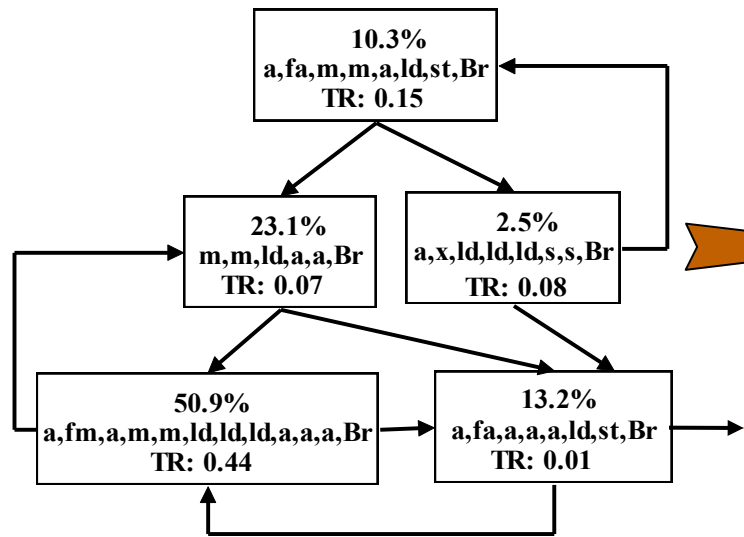 10.3%
a,fa,m,m,a,ld,st,Br
TR: 0.15
23.1%
m,m,ld,a,a,Br
TR: 0.07
2.5%
a,x,ld,ld,ld,s,s,Br
TR: 0.08
50.9%
a,fm,a,m,m,ld,ld,ld,a,a,a,Br
TR: 0.44
13.2%
a,fa,a,a,a,ld,st,Br
TR: 0.01